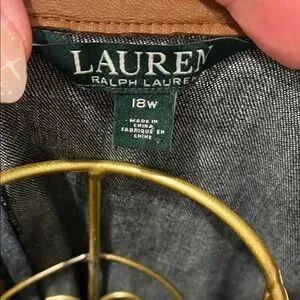 LAUREN
RALPH LAUREN
18W
MADE IN
CHINA
FABRIQUÉ EN
CHINE